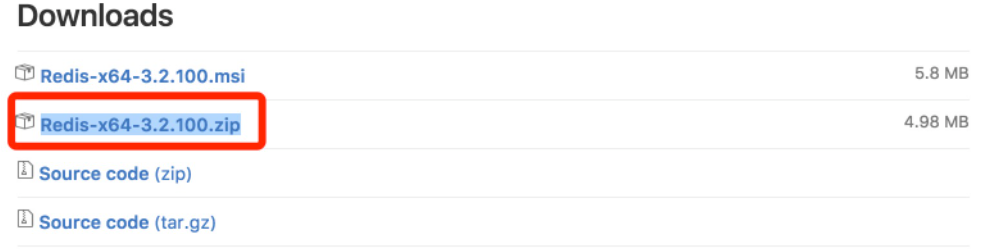 Downloads
Redis-x64-3.2.100.msi 5.8 MB
Redis-x64-3.2.100.zip 4.98 MB
Source code (zip)
Source code (tar.gz)